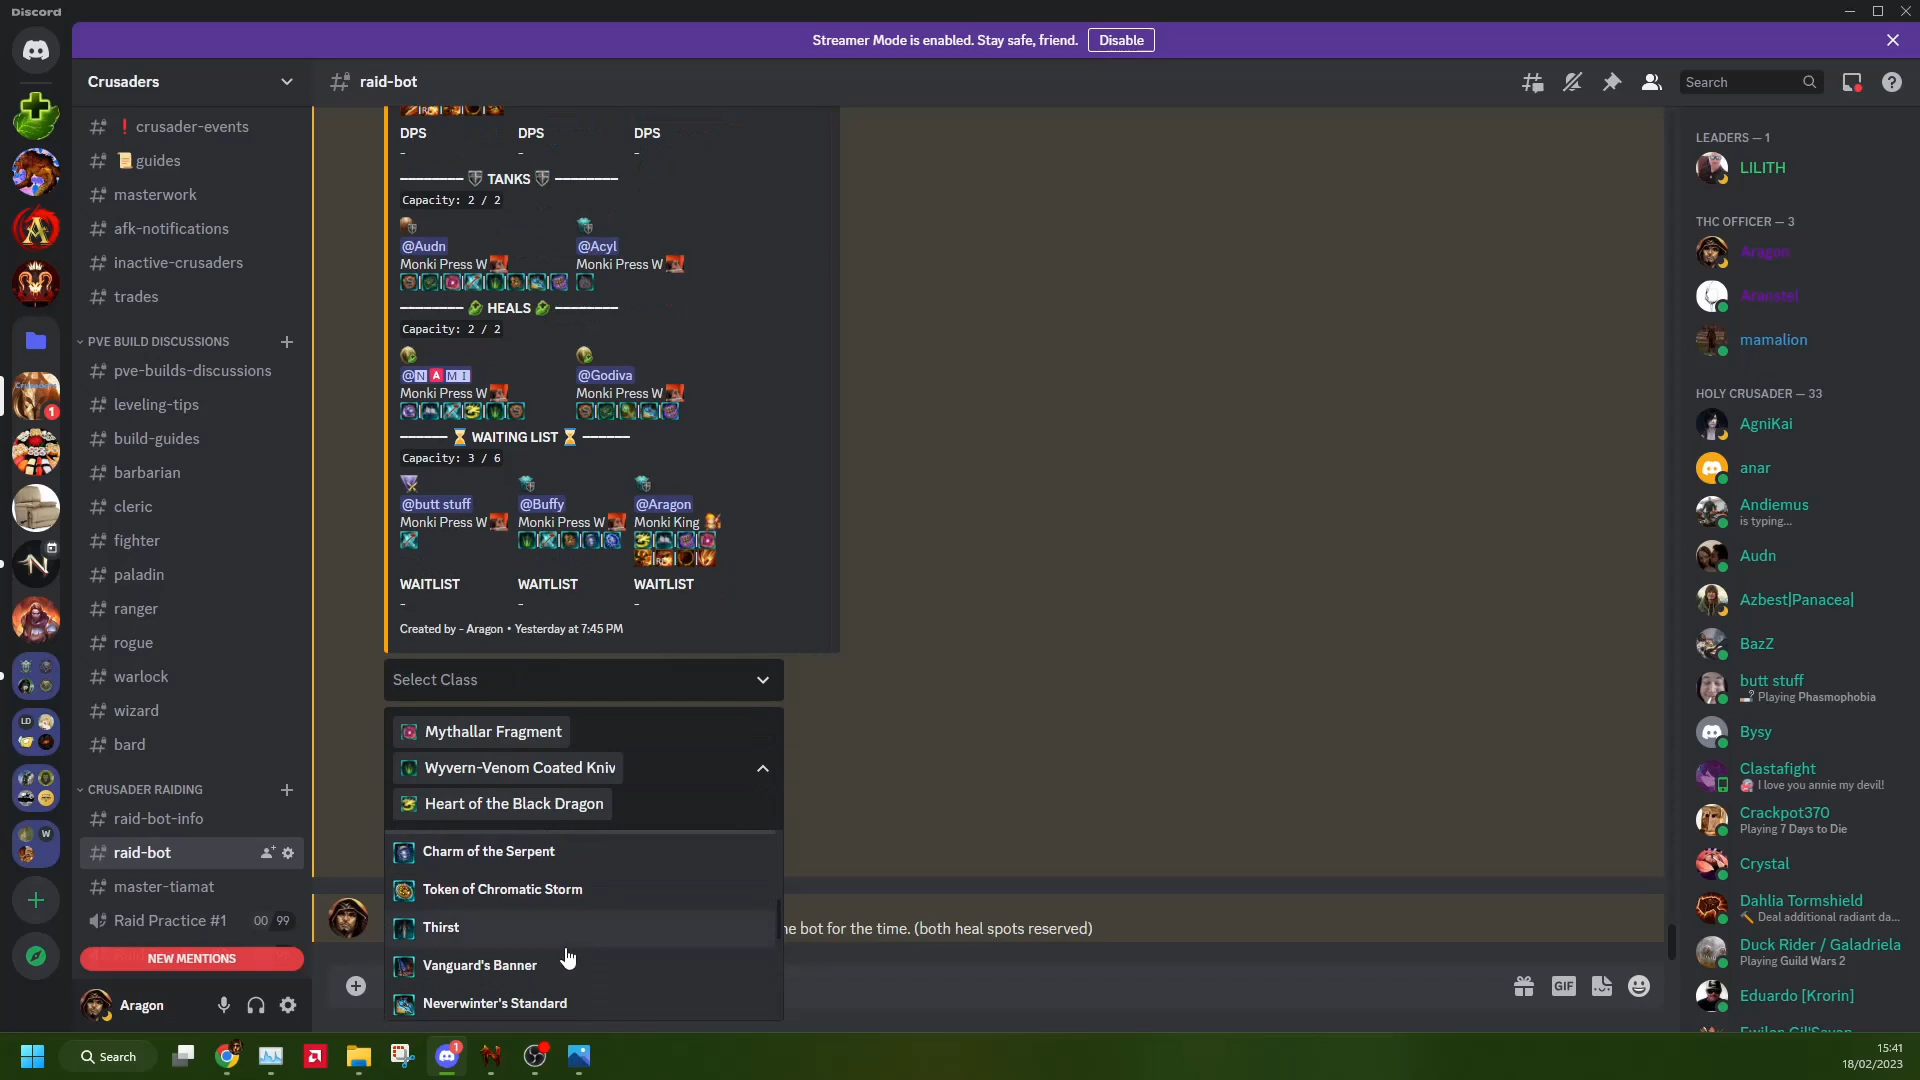 Discord
Streamer Mode is enabled. Stay safe, friend. Disable
Crusaders
raid-bot
Search
crusader-events
guides
masterwork
afk-notifications
inactive-crusaders
trades
PVE BUILD DISCUSSIONS
pve-builds-discussions
leveling-tips
build-guides
barbarian
cleric
fighter
paladin
ranger
rogue
warlock
wizard
bard
CRUSADER RAIDING
raid-bot-info
raid-bot
master-tiamat
Raid Practice #1 00 99
NEW MENTIONS
Aragon
DPS DPS DPS
- - -
TANKS
Capacity: 2 / 2
@Audn @Acyl
Monki Press W Monki Press W
HEALS
Capacity: 2 / 2
@NAMI @Godiva
Monki Press W Monki Press W
WAITING LIST
Capacity: 3 / 6
@butt stuff @Buffy @Aragon
Monki Press W Monki Press W Monki King
WAITLIST WAITLIST WAITLIST
- - -
Created by - Aragon • Yesterday at 7:45 PM
Select Class
Mythallar Fragment
Wyvern-Venom Coated Kniv
Heart of the Black Dragon
Charm of the Serpent
Token of Chromatic Storm
Thirst
Vanguard's Banner
Neverwinter's Standard
ne bot for the time. (both heal spots reserved)
GIF
LEADERS — 1
LILITH
THC OFFICER — 3
Aragon
Aranstel
mamalion
HOLY CRUSADER — 33
AgniKai
anar
Andiemus
is typing...
Audn
Azbest|Panacea|
BazZ
butt stuff
Playing Phasmophobia
Bysy
Clastafight
I love you annie my devil!
Crackpot370
Playing 7 Days to Die
Crystal
Dahlia Tormshield
Deal additional radiant da...
Duck Rider / Galadriela
Playing Guild Wars 2
Eduardo [Krorin]
Search
15:41
18/02/2023